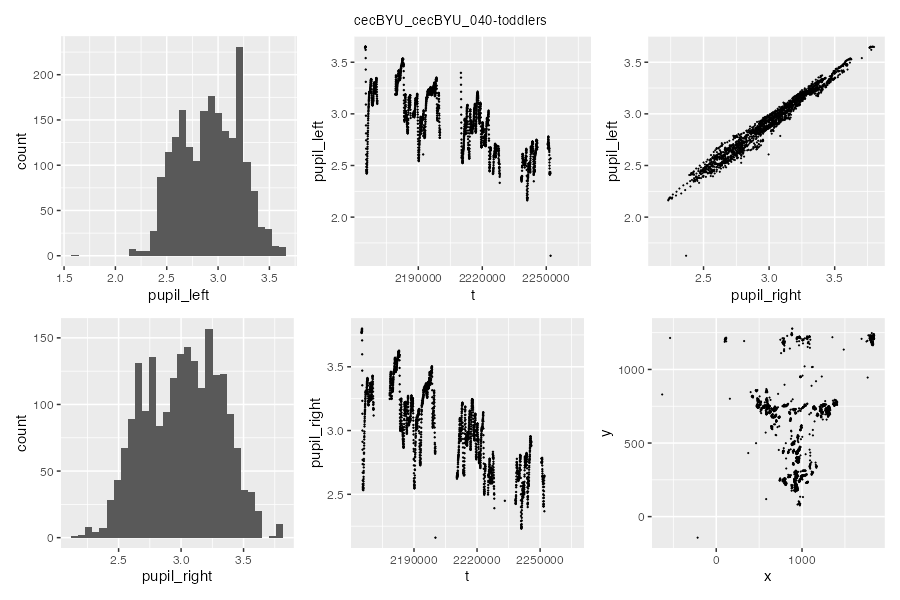 cecBYU_cecBYU_040-toddlers
200
150
100
50
0
count
1.5 2.0 2.5 3.0 3.5
pupil_left
3.5
3.0
2.5
2.0
pupil_left
2190000 2220000 2250000
t
3.5
3.0
2.5
2.0
pupil_left
2.5 3.0 3.5
pupil_right
150
100
50
0
count
2.5 3.0 3.5
pupil_right
3.5
3.0
2.5
pupil_right
2190000 2220000 2250000
t
1000
500
0
y
0 1000
x